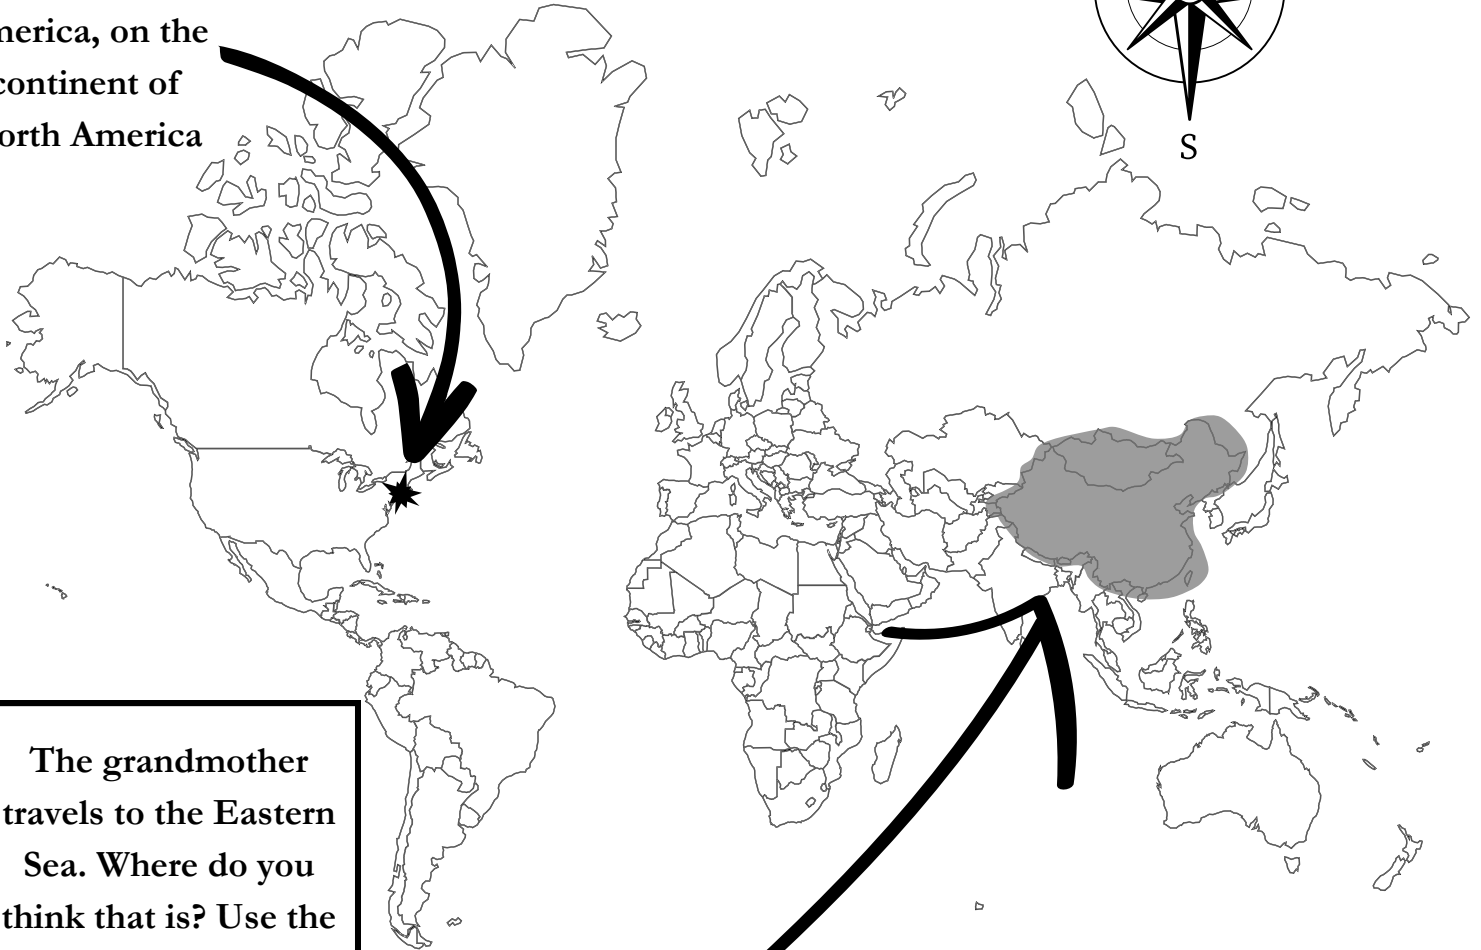 merica, on the
continent of
orth America
S
The grandmother
travels to the Eastern
Sea. Where do you
think that is? Use the